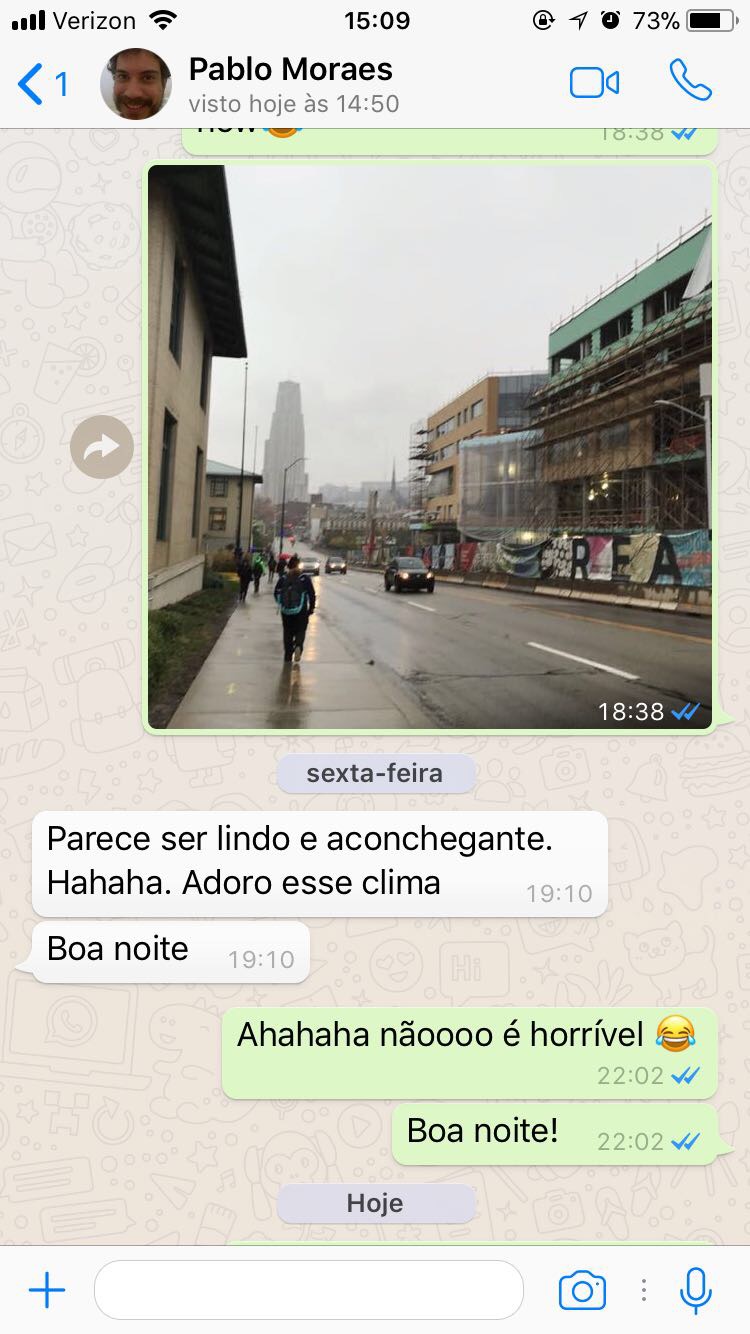 Verizon 15:09 73%
1 Pablo Moraes
visto hoje às 14:50
18:38
REA
18:38
sexta-feira
Parece ser lindo e aconchegante.
Hahaha. Adoro esse clima 19:10
Boa noite 19:10
Ahahaha nãoooo é horrível 😂
22:02
Boa noite! 22:02
Hoje